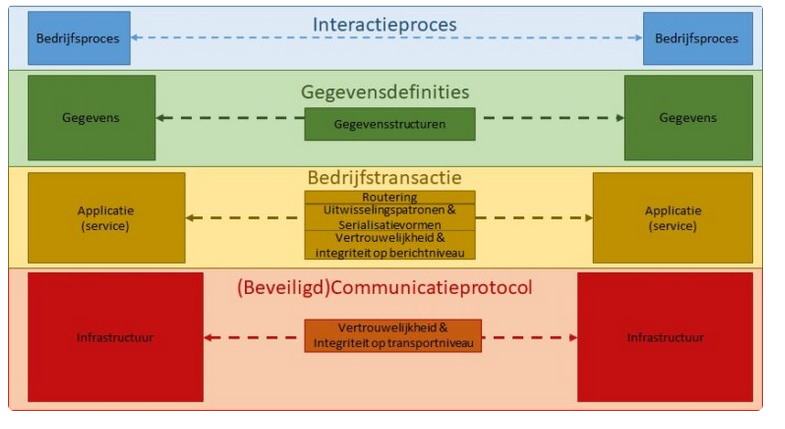 Interactieproces
Bedrijfsproces
Bedrijfsproces
Gegevensdefinities
Gegevens
Gegevensstructuren
Gegevens
Bedrijfstransactie
Applicatie
(service)
Routering
Uitwisselingspatronen &
Serialisatievormen
Vertrouwelijkheid &
integriteit op berichtniveau
Applicatie
(service)
(Beveiligd)Communicatieprotocol
Infrastructuur
Vertrouwelijkheid &
Integriteit op transportniveau
Infrastructuur